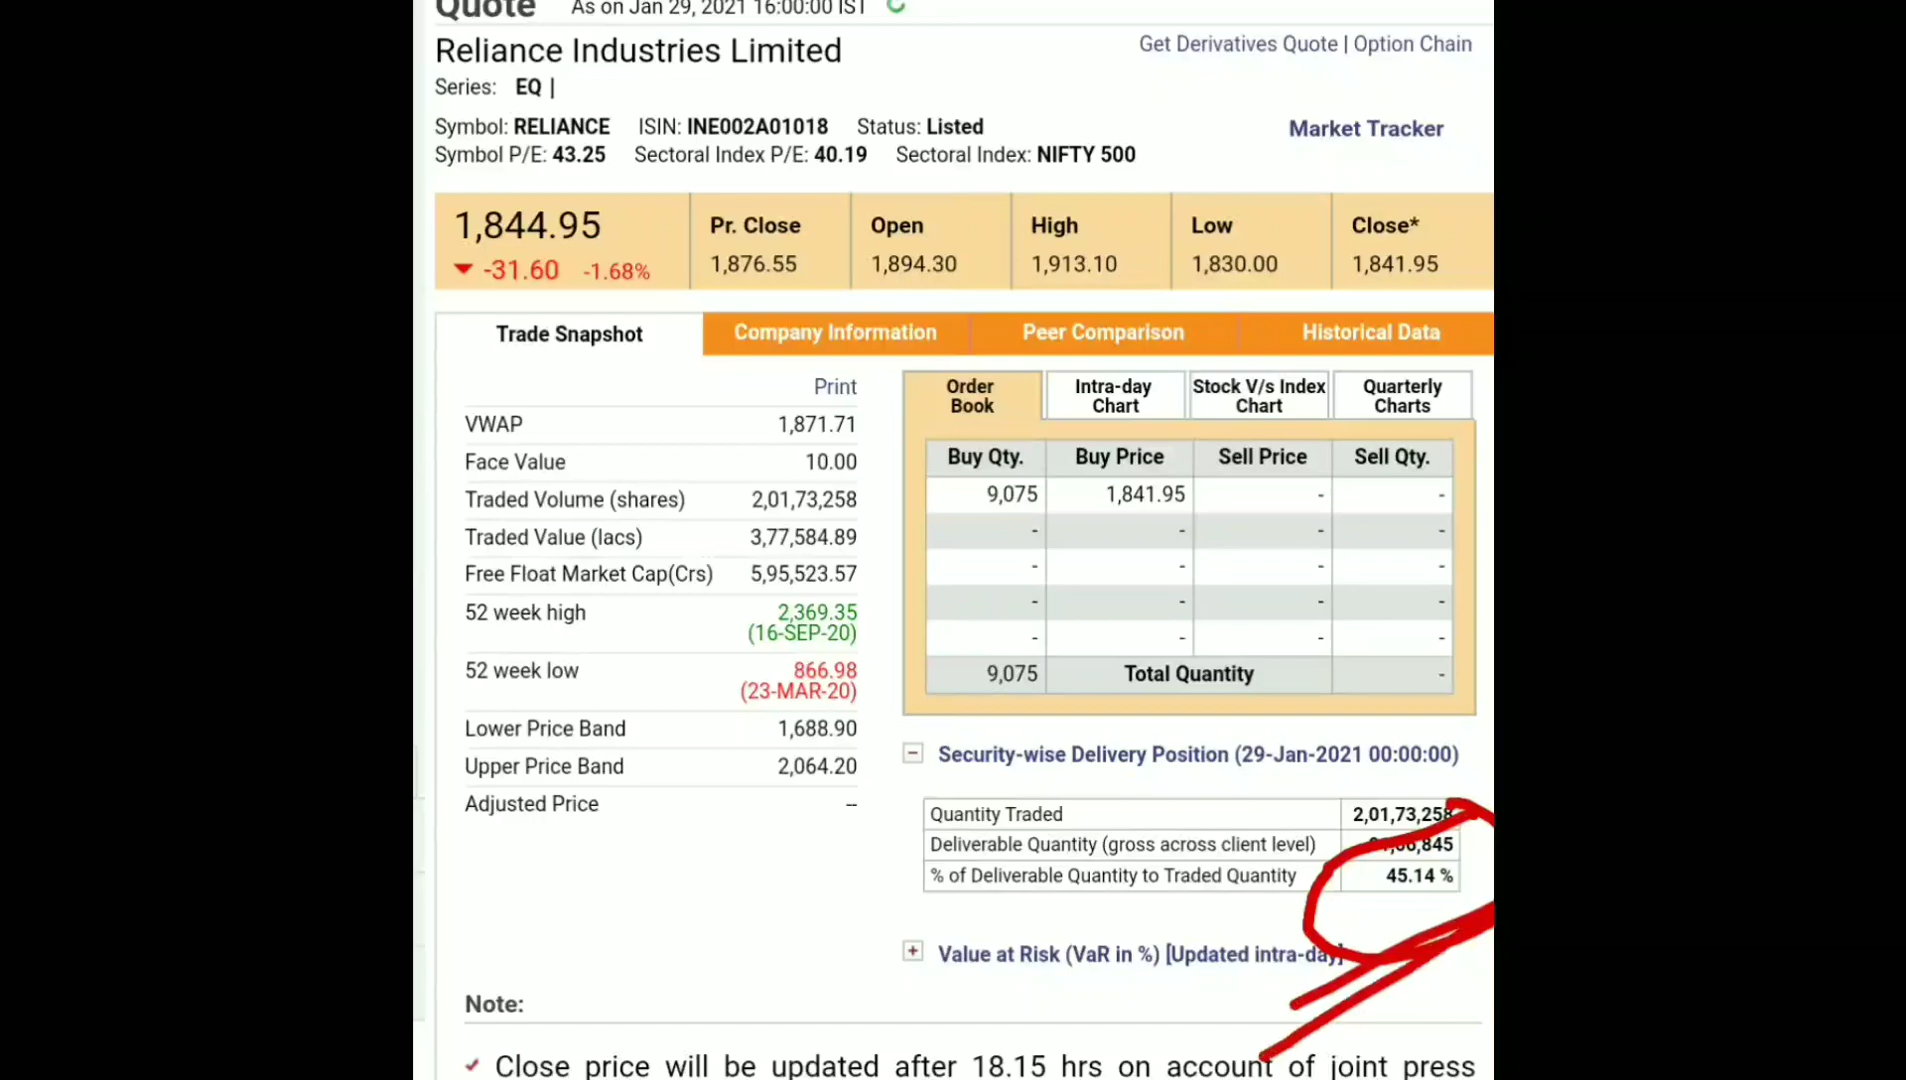 Quote As on Jan 29, 2021 16:00:00 IST
Reliance Industries Limited
Get Derivatives Quote | Option Chain
Series: EQ |
Symbol: RELIANCE ISIN: INE002A01018 Status: Listed
Market Tracker
Symbol P/E: 43.25 Sectoral Index P/E: 40.19 Sectoral Index: NIFTY 500
1,844.95
-31.60 -1.68%
Pr. Close
1,876.55
Open
1,894.30
High
1,913.10
Low
1,830.00
Close*
1,841.95
Trade Snapshot Company Information Peer Comparison Historical Data
Print
VWAP 1,871.71
Face Value 10.00
Traded Volume (shares) 2,01,73,258
Traded Value (lacs) 3,77,584.89
Free Float Market Cap(Crs) 5,95,523.57
52 week high 2,369.35
(16-SEP-20)
52 week low 866.98
(23-MAR-20)
Lower Price Band 1,688.90
Upper Price Band 2,064.20
Adjusted Price --
Order
Book
Intra-day
Chart
Stock V/s Index
Chart
Quarterly
Charts
Buy Qty. Buy Price Sell Price Sell Qty.
9,075 1,841.95 - -
- - - -
- - - -
- - - -
- - - -
9,075 Total Quantity -
− Security-wise Delivery Position (29-Jan-2021 00:00:00)
Quantity Traded 2,01,73,258
Deliverable Quantity (gross across client level)
% of Deliverable Quantity to Traded Quantity 45.14 %
+ Value at Risk (VaR in %) [Updated intra-day]
Note:
Close price will be updated after 18.15 hrs on account of joint press